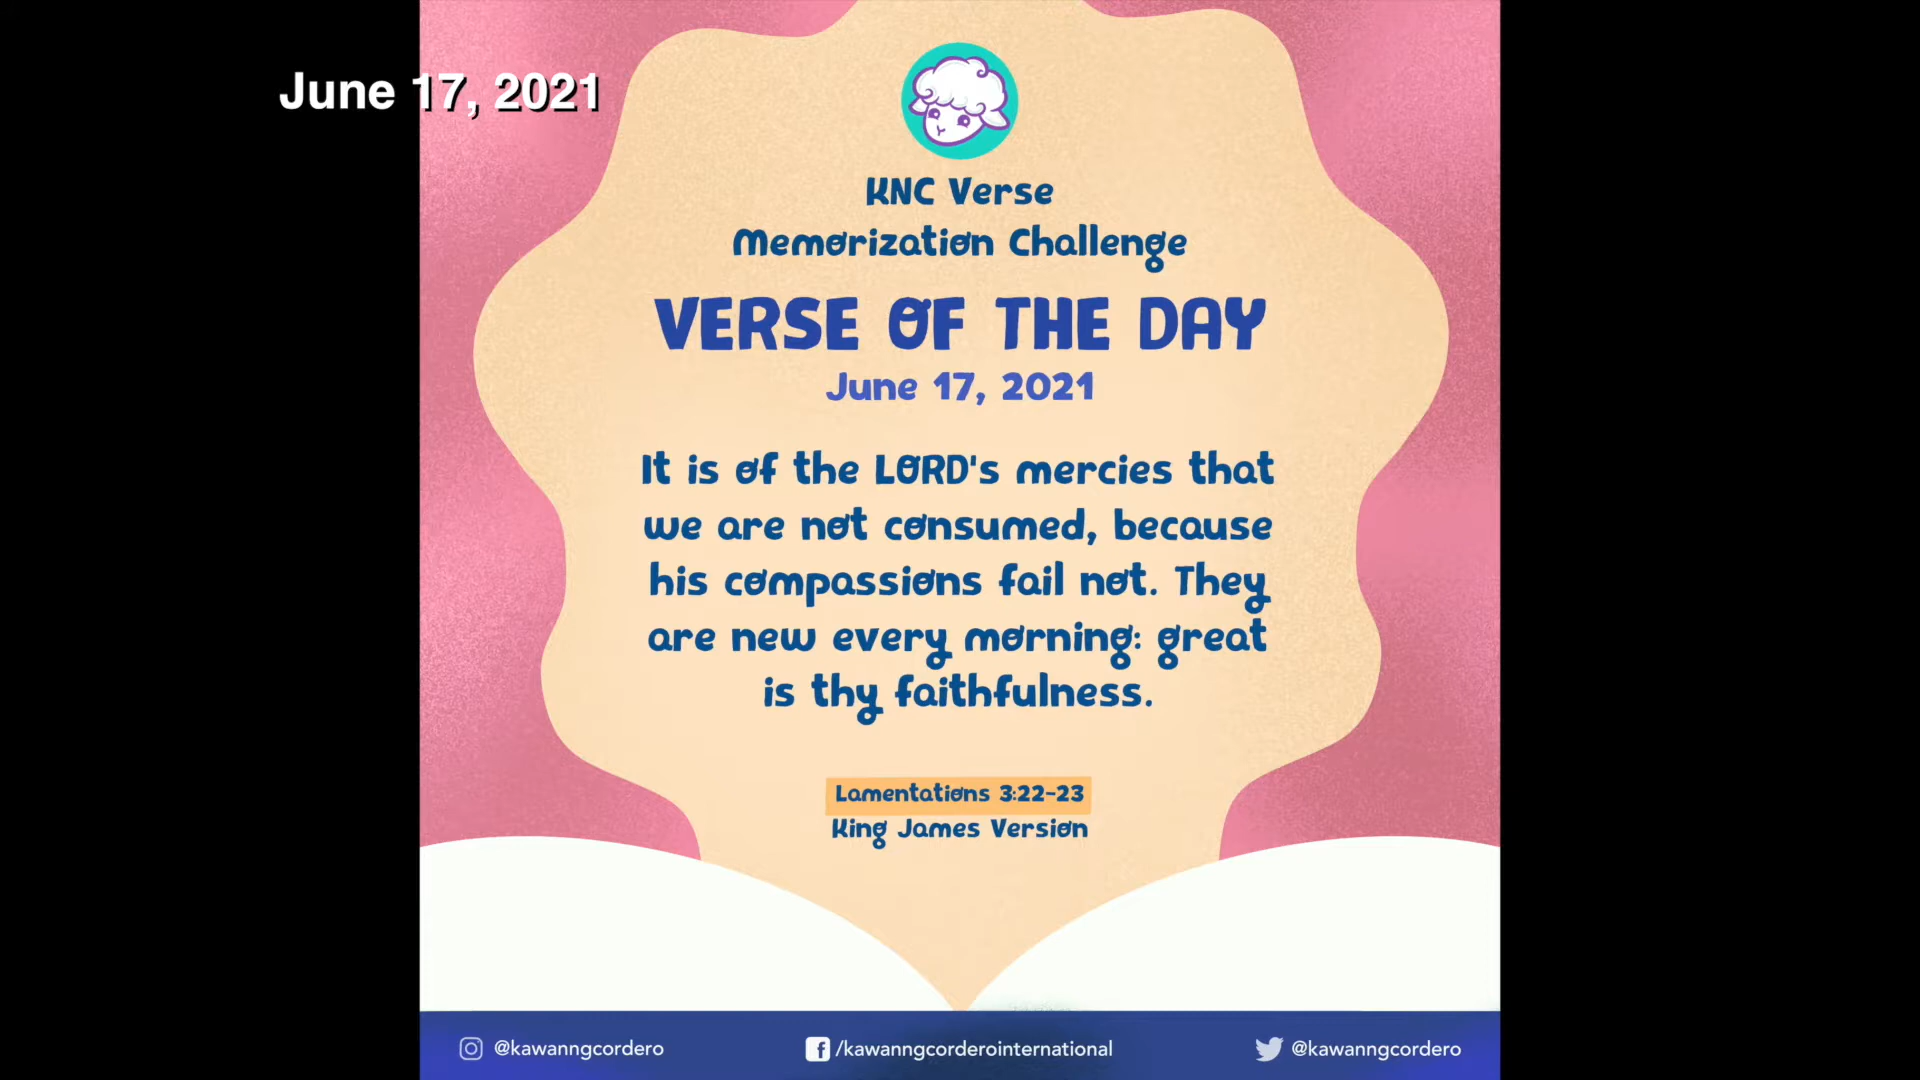 June 17, 2021
KNC Verse
Memorization Challenge
VERSE OF THE DAY
June 17, 2021
It is of the LORD's mercies that
we are not consumed, because
his compassions fail not. They
are new every morning: great
is thy faithfulness.
Lamentations 3:22-23
King James Version
@kawanngcordero
/kawanngcorderointernational
@kawanngcordero